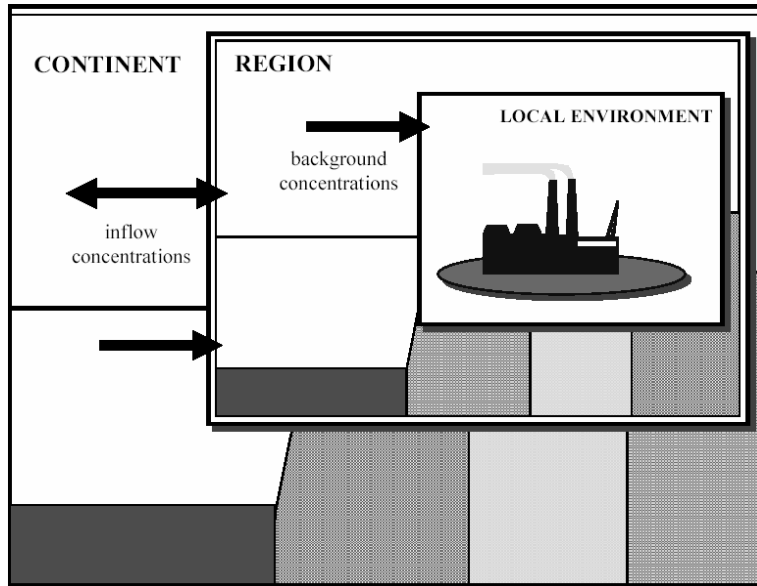 CONTINENT
REGION
LOCAL ENVIRONMENT
background
concentrations
inflow
concentrations